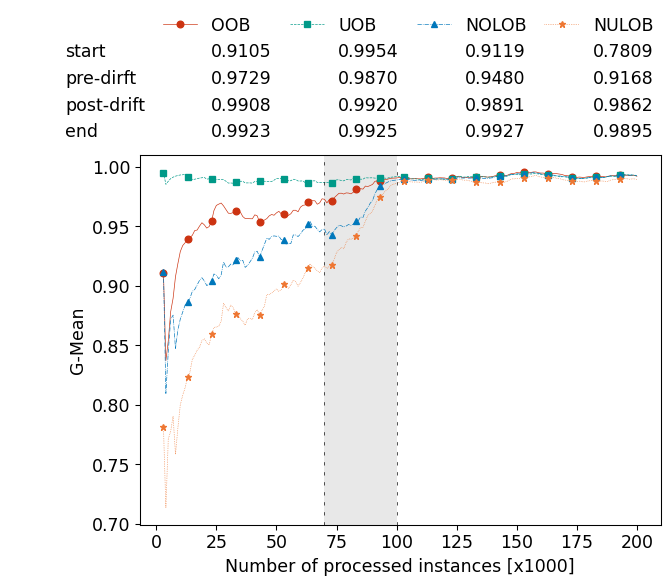 OOB UOB NOLOB NULOB
start 0.9105 0.9954 0.9119 0.7809
pre-dirft 0.9729 0.9870 0.9480 0.9168
post-drift 0.9908 0.9920 0.9891 0.9862
end 0.9923 0.9925 0.9927 0.9895
1.00
0.95
0.90
0.85
0.80
0.75
0.70
G-Mean
0 25 50 75 100 125 150 175 200
Number of processed instances [x1000]